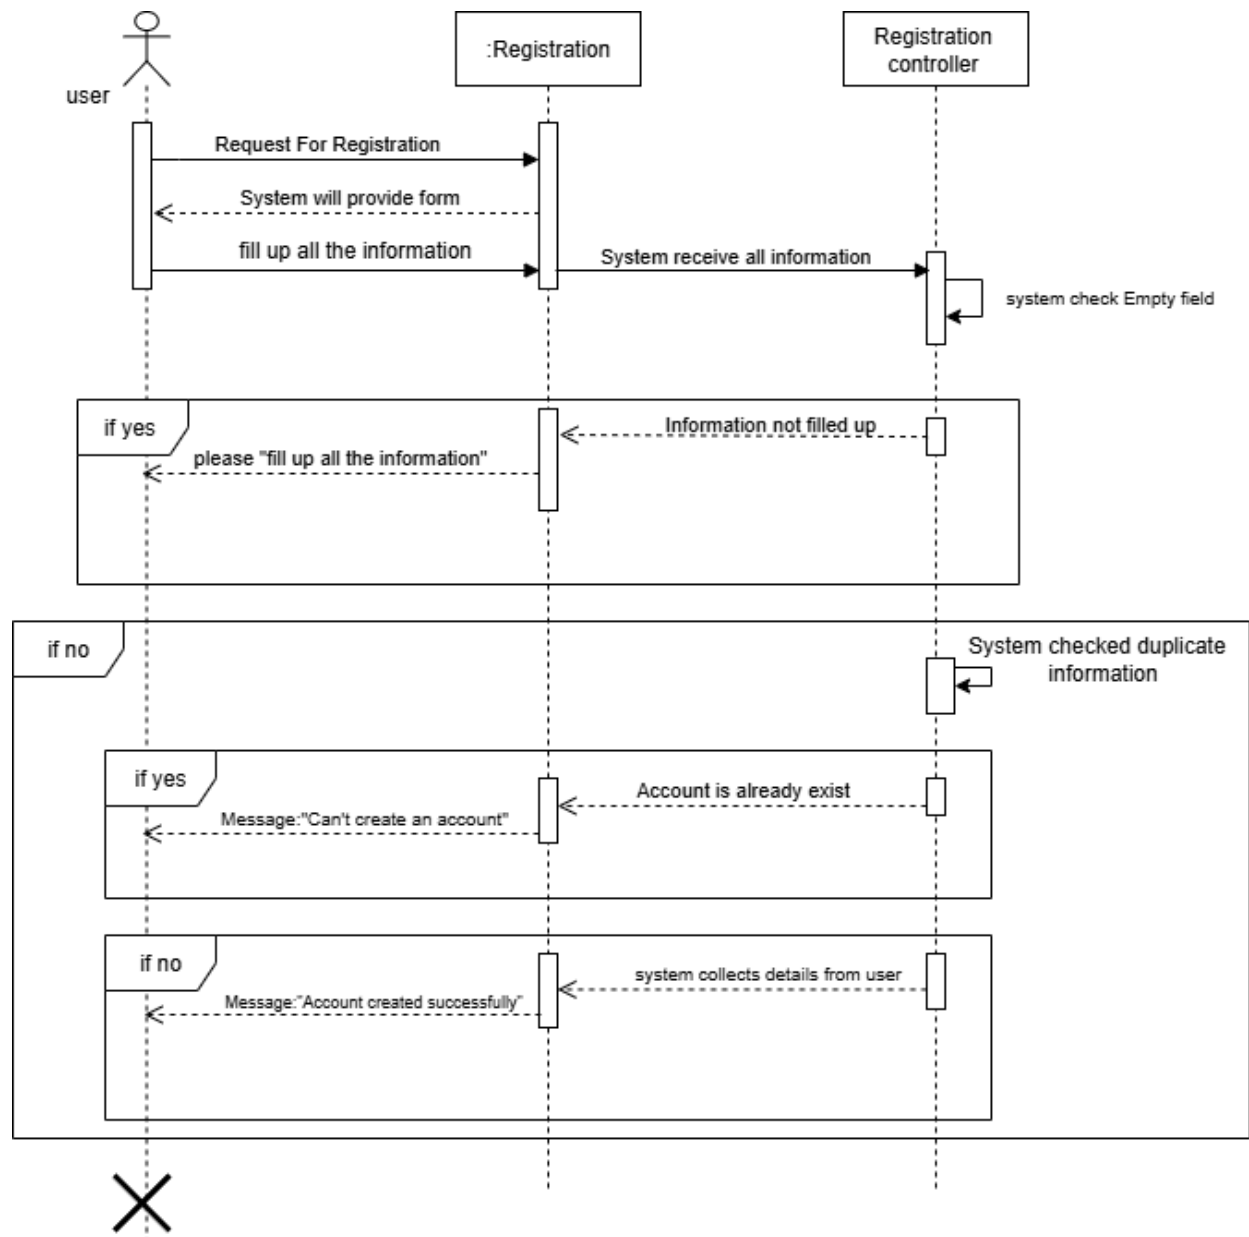 :Registration
Registration
controller
user
Request For Registration
System will provide form
fill up all the information
System receive all information
system check Empty field
if yes
Information not filled up
please "fill up all the information"
if no
System checked duplicate
information
if yes
Account is already exist
Message:"Can't create an account"
if no
system collects details from user
Message:"Account created successfully"